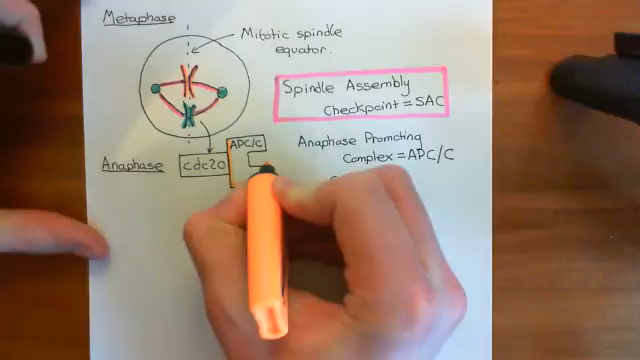 Metaphase
Mitotic spindle
equator.
Spindle Assembly
Checkpoint = SAC
Anaphase Promoting
Complex = APC/C
APC/C
Anaphase
cdc20